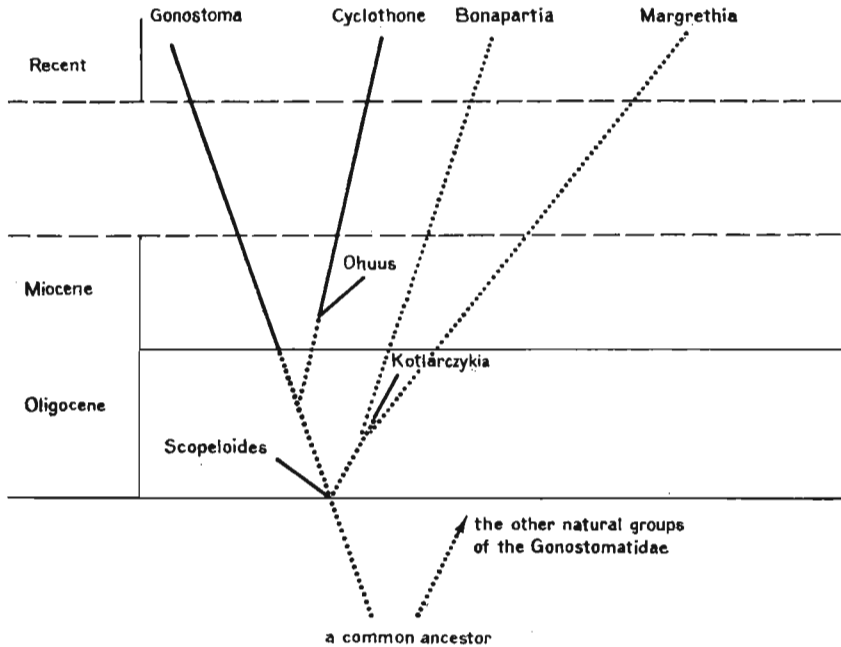 Gonostoma
Cyclothone
Bonapartia
Margrethia
Recent
Ohuus
Miocene
Kotlarczykia
Oligocene
Scopeloides
the other natural groups
of the Gonostomatidae
a common ancestor